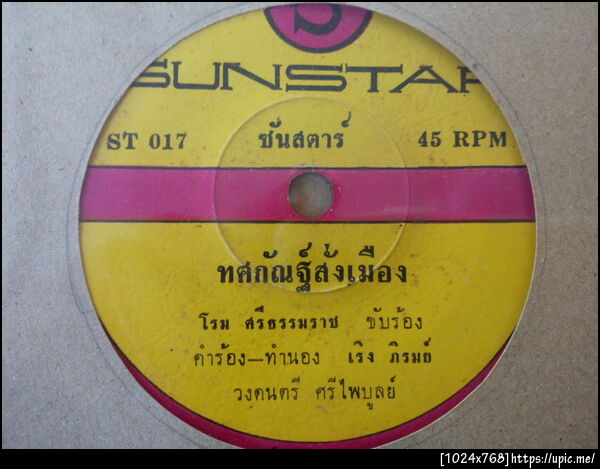 S
SUNSTAR
ST 017 ซันสตาร์ 45 RPM
ทศกัณฐ์สั่งเมือง
โรม ศรีธรรมราช ขับร้อง
คำร้อง—ทำนอง เริง ภิรมย์
วงดนตรี ศรีไพบูลย์
[1024x768]https://upic.me/